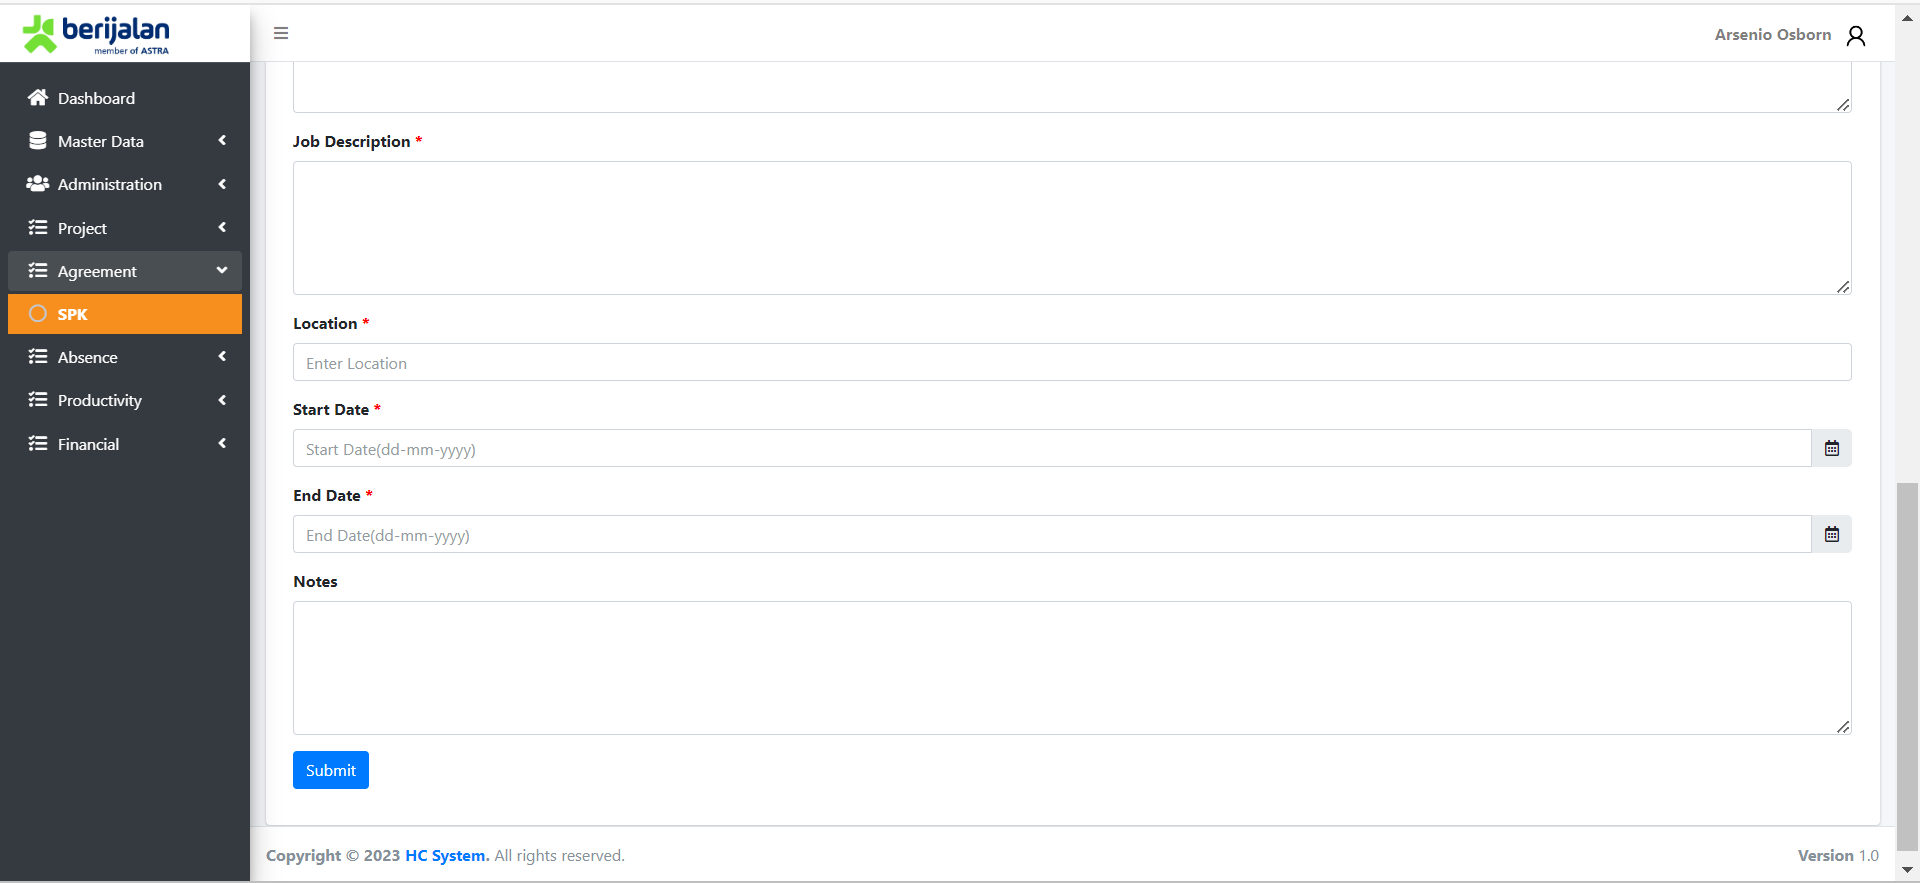 berijalan
member of ASTRA
Arsenio Osborn
Dashboard
Master Data
Administration
Project
Agreement
SPK
Absence
Productivity
Financial
Job Description *
Location *
Enter Location
Start Date *
Start Date(dd-mm-yyyy)
End Date *
End Date(dd-mm-yyyy)
Notes
Submit
Copyright © 2023 HC System. All rights reserved.
Version 1.0